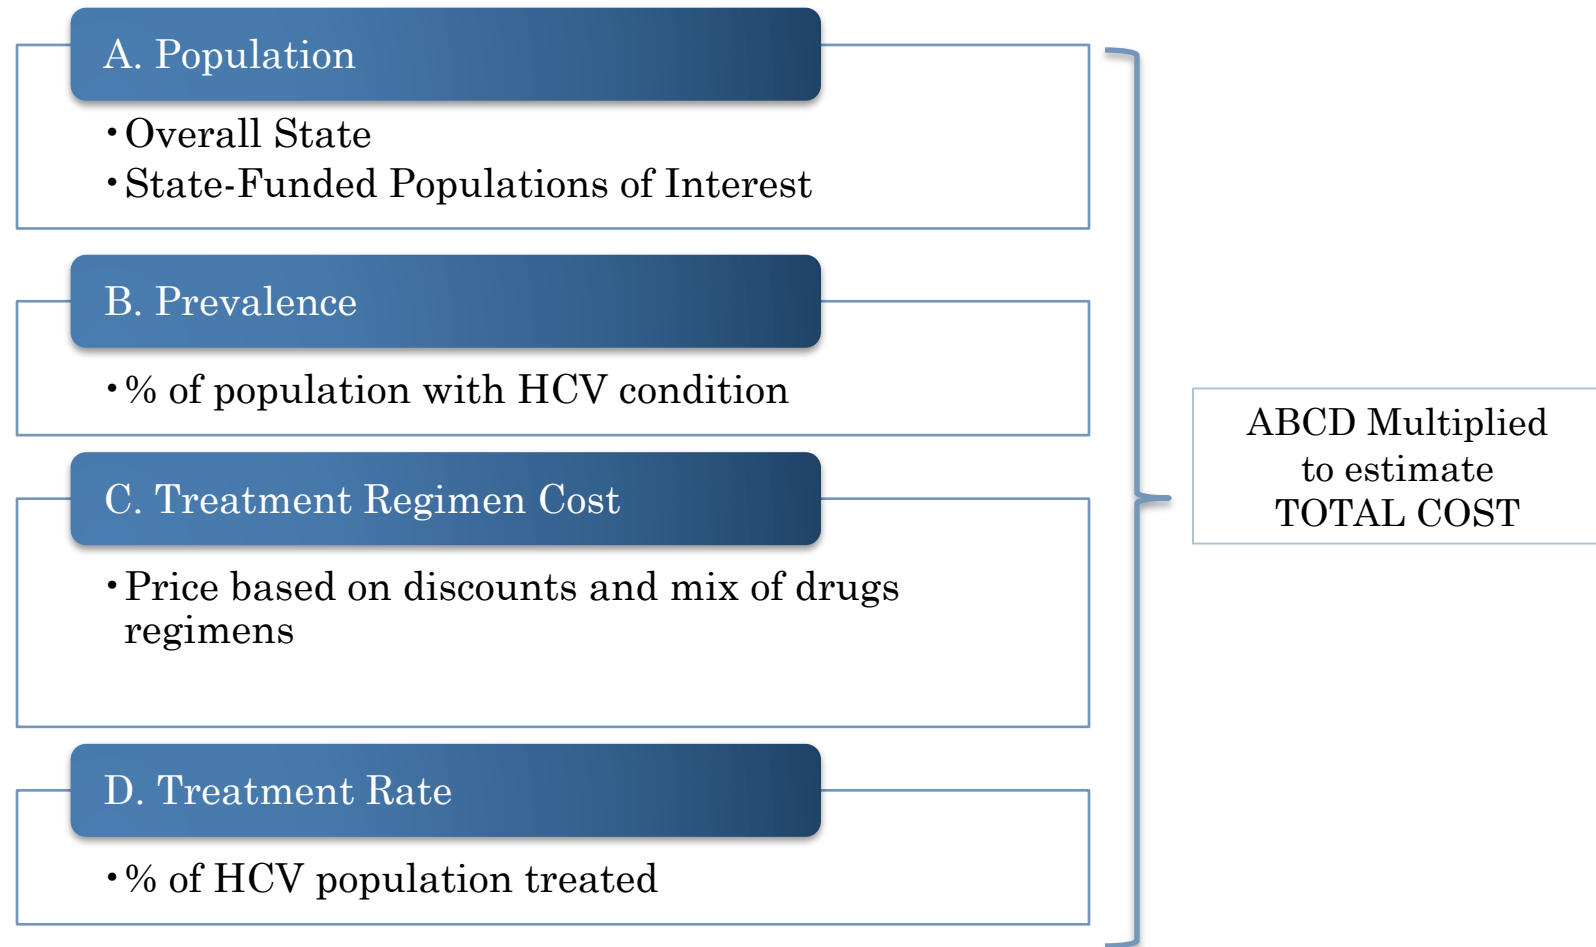 A. Population
•Overall State
•State-Funded Populations of Interest
B. Prevalence
•% of population with HCV condition
C. Treatment Regimen Cost
•Price based on discounts and mix of drugs
regimens
D. Treatment Rate
•% of HCV population treated
ABCD Multiplied
to estimate
TOTAL COST